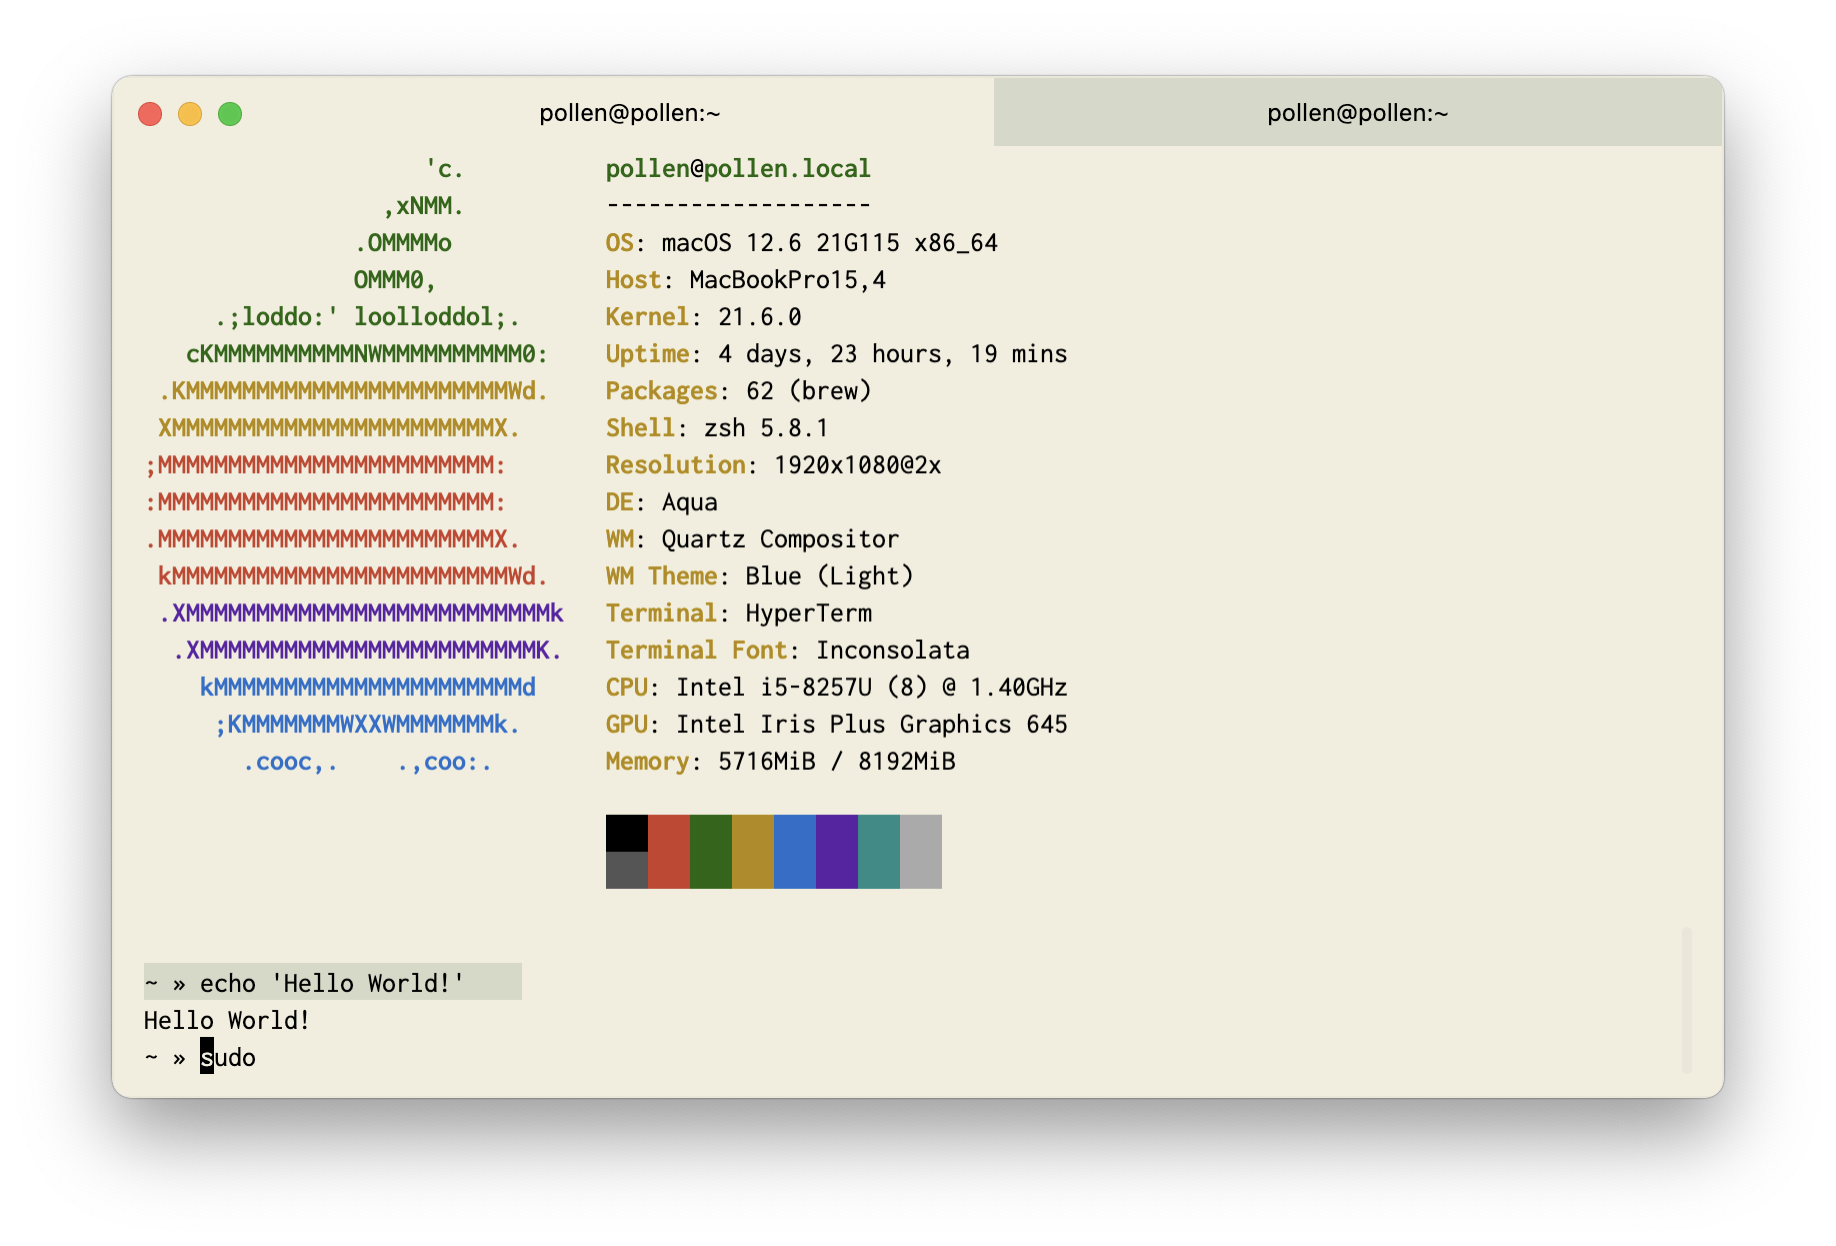 pollen@pollen:~ pollen@pollen:~
                    'c.          pollen@pollen.local
                 ,xNMM.          -------------------
               .OMMMMo           OS: macOS 12.6 21G115 x86_64
               OMMM0,            Host: MacBookPro15,4
     .;loddo:' loolloddol;.      Kernel: 21.6.0
   cKMMMMMMMMMMNWMMMMMMMMMM0:    Uptime: 4 days, 23 hours, 19 mins
 .KMMMMMMMMMMMMMMMMMMMMMMMWd.    Packages: 62 (brew)
 XMMMMMMMMMMMMMMMMMMMMMMMX.      Shell: zsh 5.8.1
;MMMMMMMMMMMMMMMMMMMMMMMM:       Resolution: 1920x1080@2x
:MMMMMMMMMMMMMMMMMMMMMMMM:       DE: Aqua
.MMMMMMMMMMMMMMMMMMMMMMMMX.      WM: Quartz Compositor
 kMMMMMMMMMMMMMMMMMMMMMMMMWd.    WM Theme: Blue (Light)
 .XMMMMMMMMMMMMMMMMMMMMMMMMMMk   Terminal: HyperTerm
  .XMMMMMMMMMMMMMMMMMMMMMMMMK.   Terminal Font: Inconsolata
    kMMMMMMMMMMMMMMMMMMMMMMd     CPU: Intel i5-8257U (8) @ 1.40GHz
     ;KMMMMMMMWXXWMMMMMMMk.      GPU: Intel Iris Plus Graphics 645
       .cooc,.    .,coo:.        Memory: 5716MiB / 8192MiB
~ » echo 'Hello World!'
Hello World!
~ » sudo